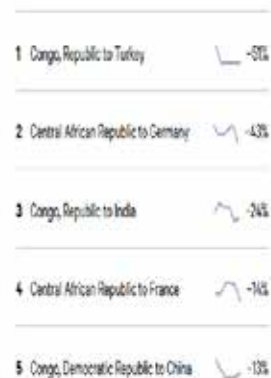 1 Congo, Republic to Turkey -51%
2 Central African Republic to Germany -43%
3 Congo, Republic to India -24%
4 Central African Republic to France -14%
5 Congo, Democratic Republic to China -13%